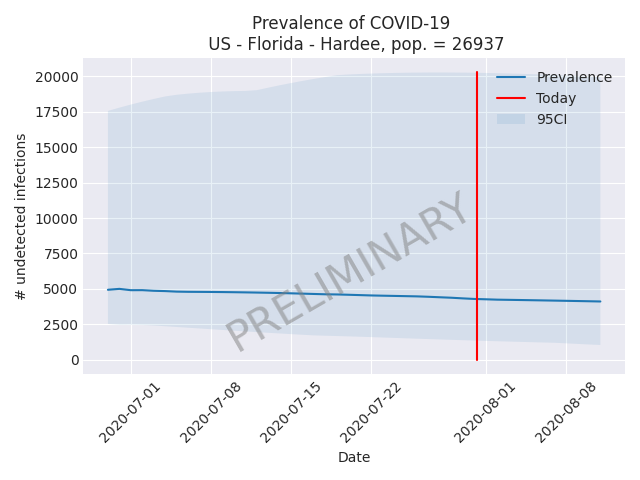 Prevalence of COVID-19
US - Florida - Hardee, pop. = 26937
# undetected infections
20000
17500
15000
12500
10000
7500
5000
2500
0
Prevalence
Today
95CI
PRELIMINARY
2020-07-01
2020-07-08
2020-07-15
2020-07-22
2020-08-01
2020-08-08
Date